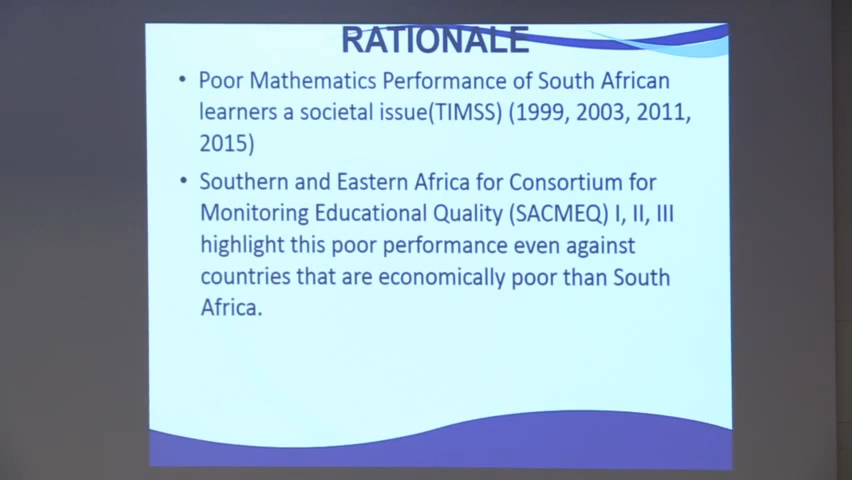 RATIONALE
• Poor Mathematics Performance of South African
learners a societal issue(TIMSS) (1999, 2003, 2011,
2015)
• Southern and Eastern Africa for Consortium for
Monitoring Educational Quality (SACMEQ) I, II, III
highlight this poor performance even against
countries that are economically poor than South
Africa.